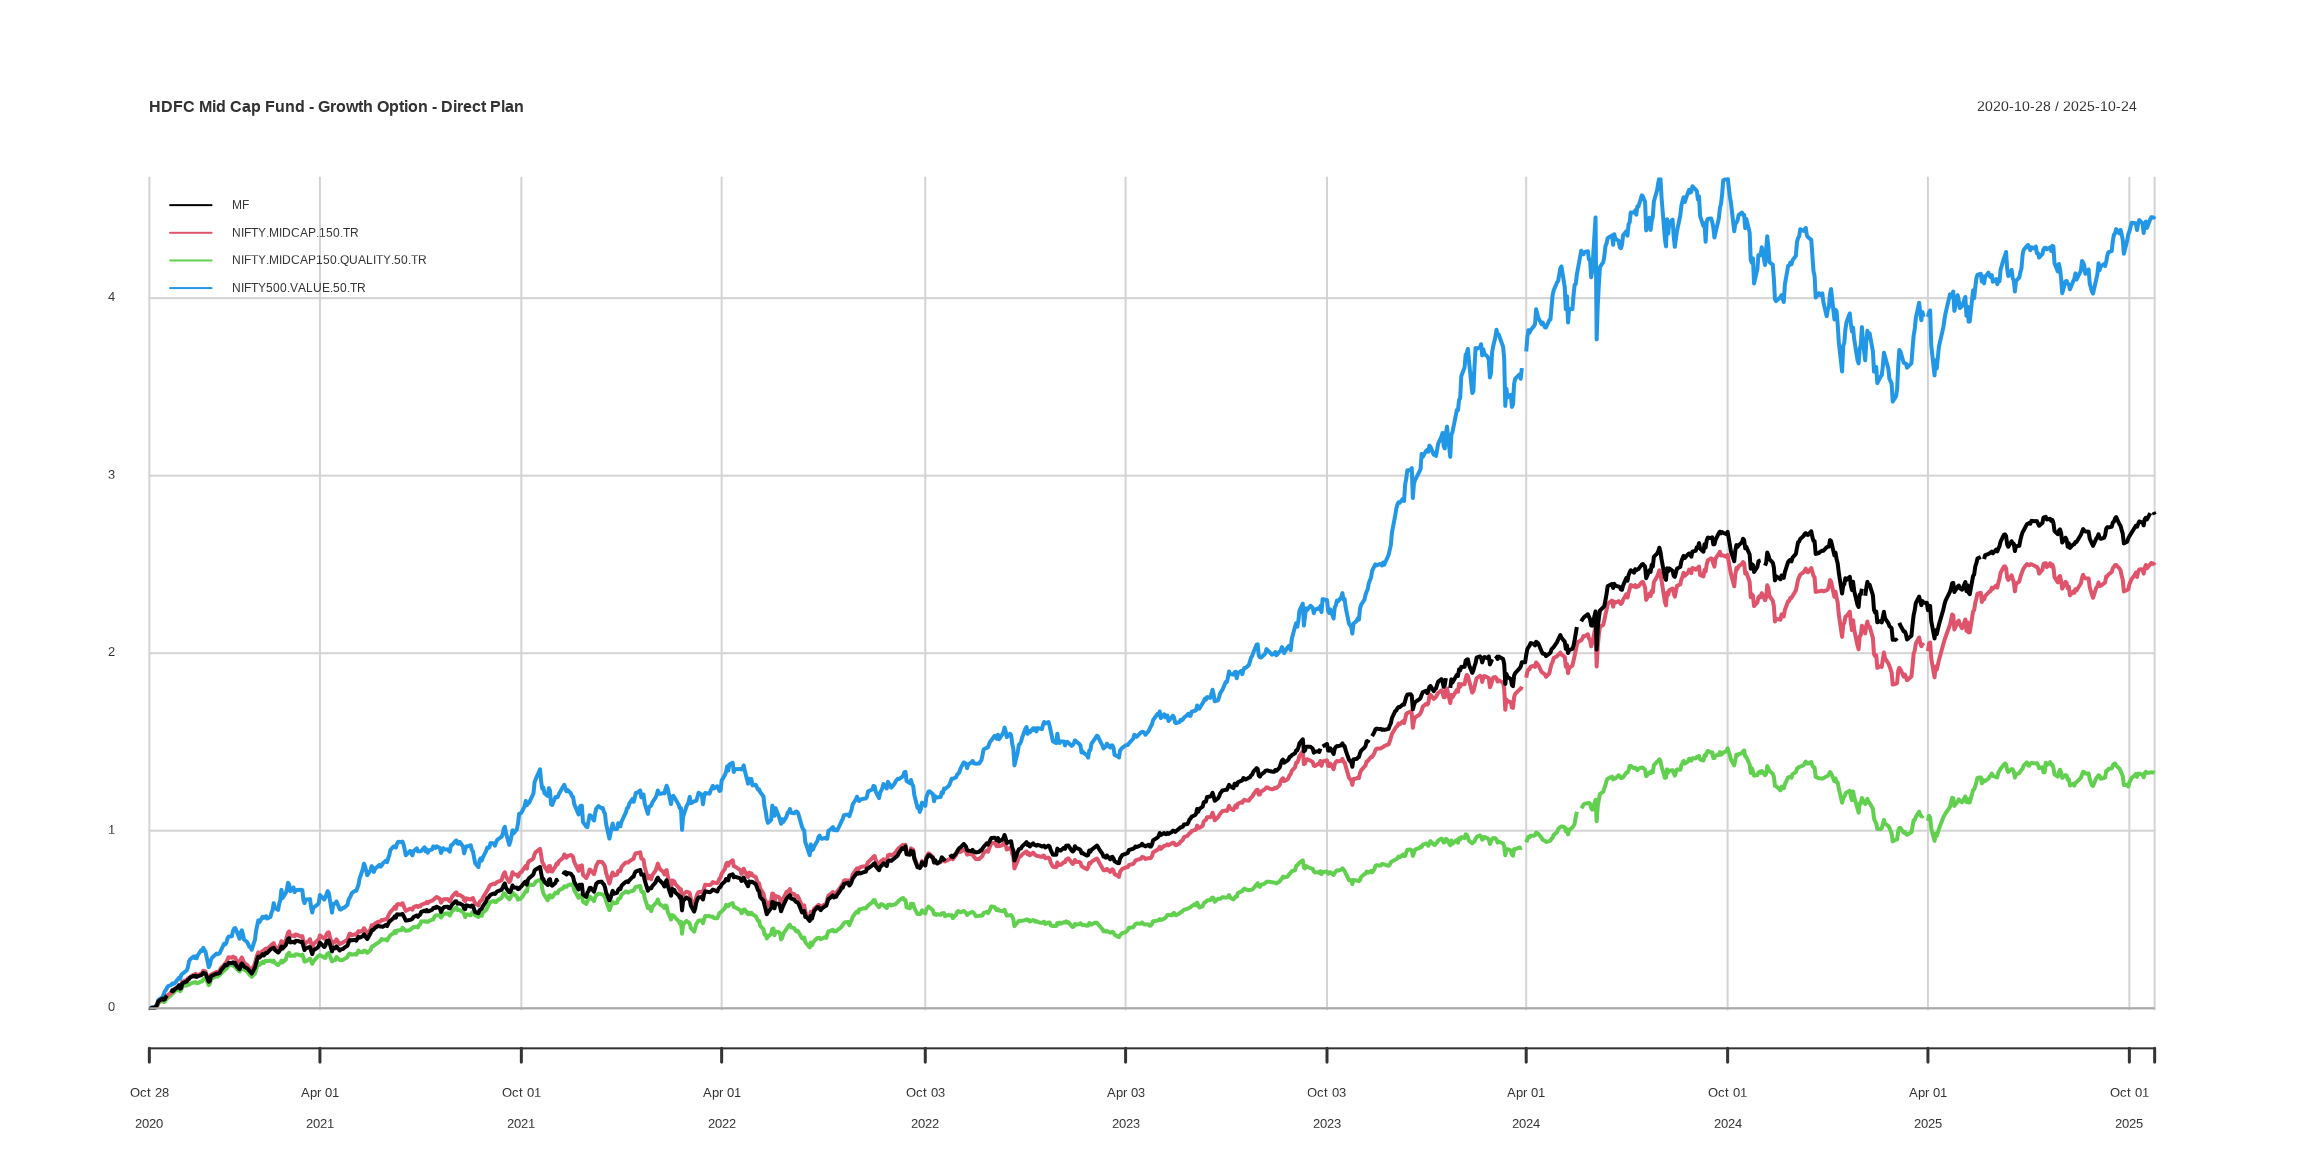 HDFC Mid Cap Fund - Growth Option - Direct Plan
2020-10-28 / 2025-10-24
MF
NIFTY.MIDCAP.150.TR
NIFTY.MIDCAP150.QUALITY.50.TR
NIFTY500.VALUE.50.TR
4
3
2
1
0
Oct 28 Apr 01 Oct 01 Apr 01 Oct 03 Apr 03 Oct 03 Apr 01 Oct 01 Apr 01 Oct 01
2020 2021 2021 2022 2022 2023 2023 2024 2024 2025 2025